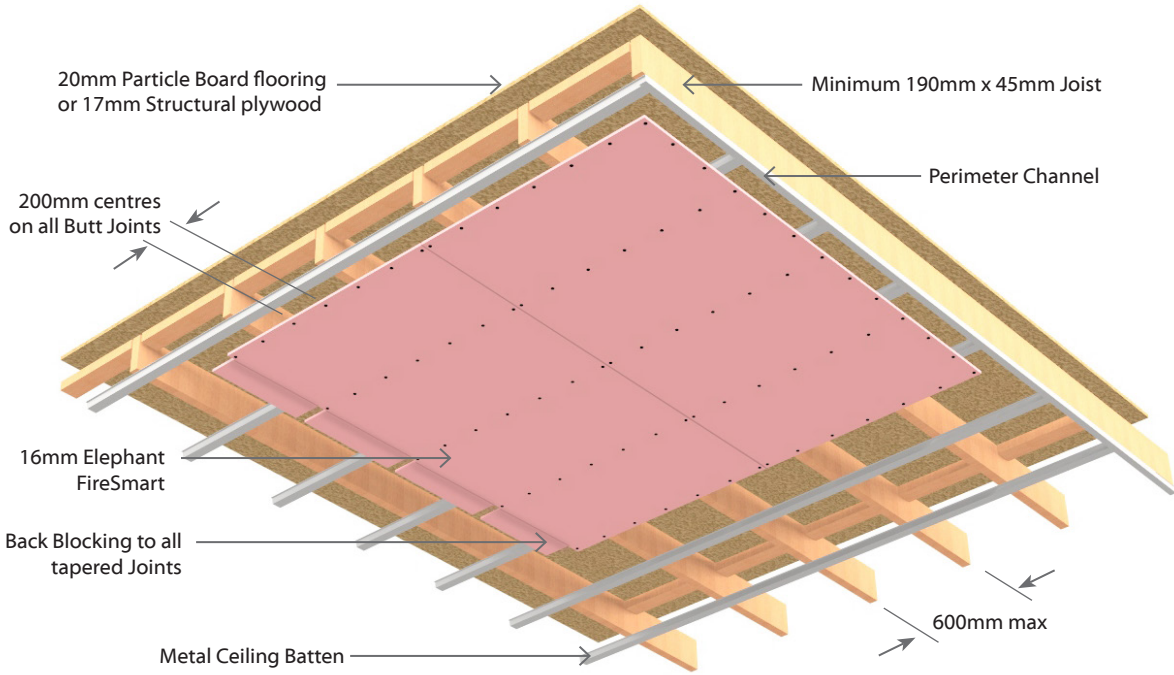 20mm Particle Board flooring
or 17mm Structural plywood
Minimum 190mm x 45mm Joist
Perimeter Channel
200mm centres
on all Butt Joints
16mm Elephant
FireSmart
Back Blocking to all
tapered Joints
600mm max
Metal Ceiling Batten